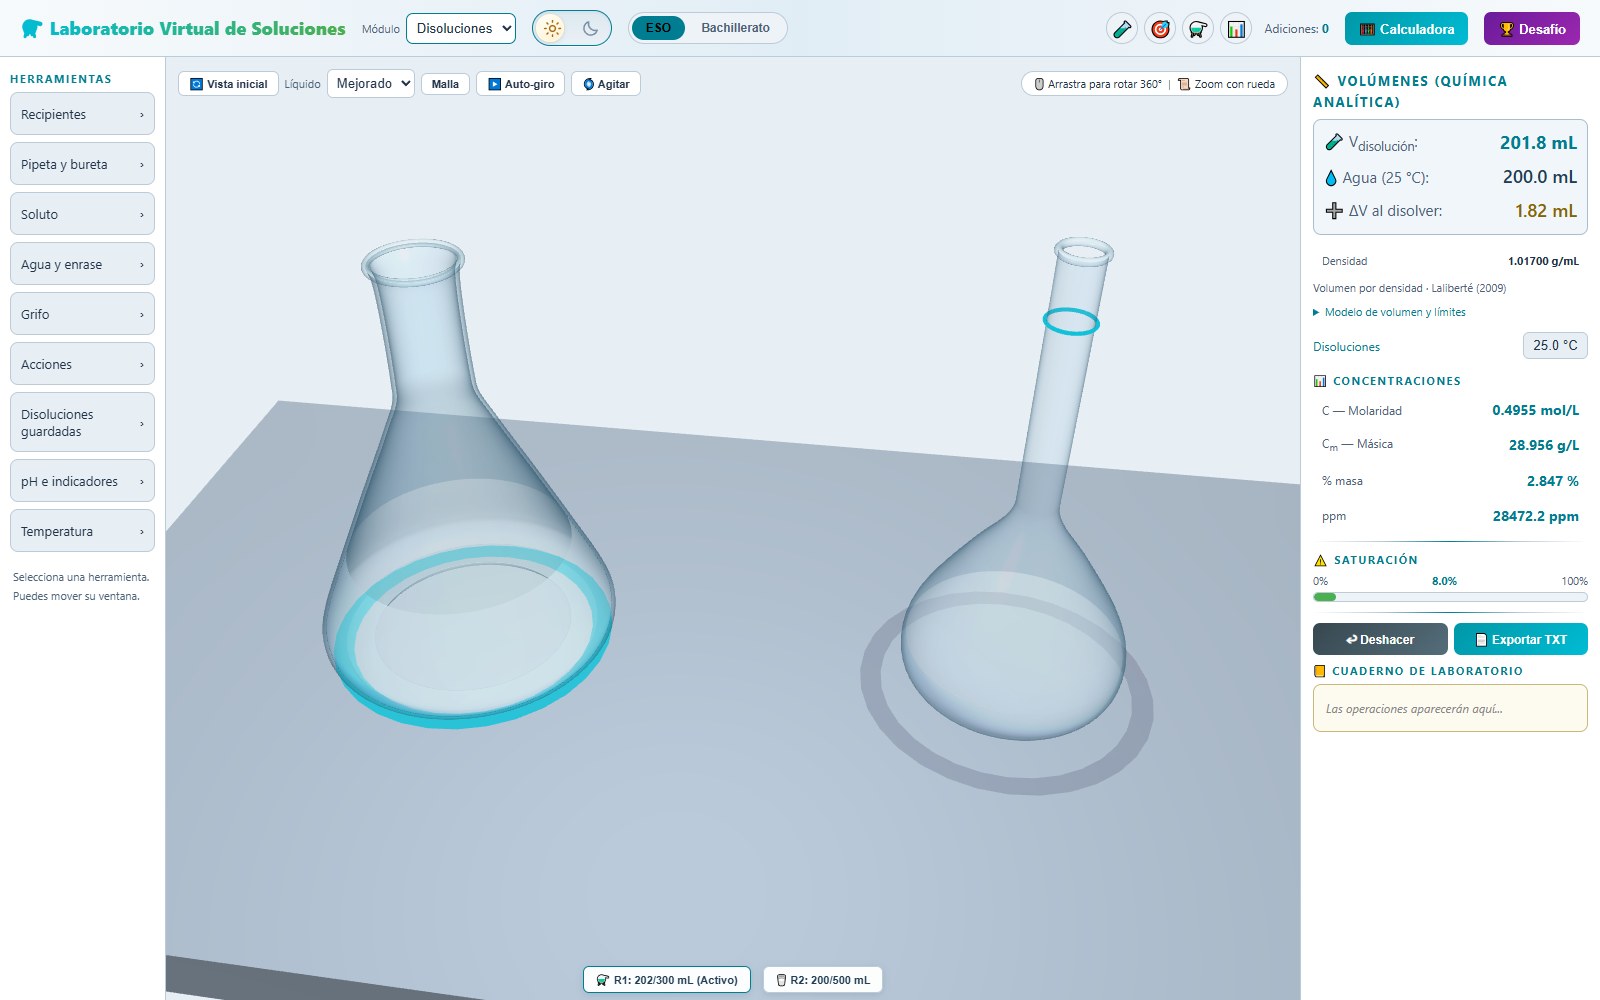 Laboratorio Virtual de Soluciones
Módulo
Disoluciones
ESO
Bachillerato
Adiciones: 0
Calculadora
Desafío
HERRAMIENTAS
Recipientes ›
Pipeta y bureta ›
Soluto ›
Agua y enrase ›
Grifo ›
Acciones ›
Disoluciones
guardadas ›
pH e indicadores ›
Temperatura ›
Selecciona una herramienta.
Puedes mover su ventana.
Vista inicial
Líquido
Mejorado
Malla
Auto-giro
Agitar
Arrastra para rotar 360° | Zoom con rueda
R1: 202/300 mL (Activo)
R2: 200/500 mL
VOLÚMENES (QUÍMICA
ANALÍTICA)
Vdisolución: 201.8 mL
Agua (25 °C): 200.0 mL
ΔV al disolver: 1.82 mL
Densidad 1.01700 g/mL
Volumen por densidad · Laliberté (2009)
Modelo de volumen y límites
Disoluciones 25.0 °C
CONCENTRACIONES
C — Molaridad 0.4955 mol/L
Cm — Másica 28.956 g/L
% masa 2.847 %
ppm 28472.2 ppm
SATURACIÓN
0% 8.0% 100%
Deshacer
Exportar TXT
CUADERNO DE LABORATORIO
Las operaciones aparecerán aquí...